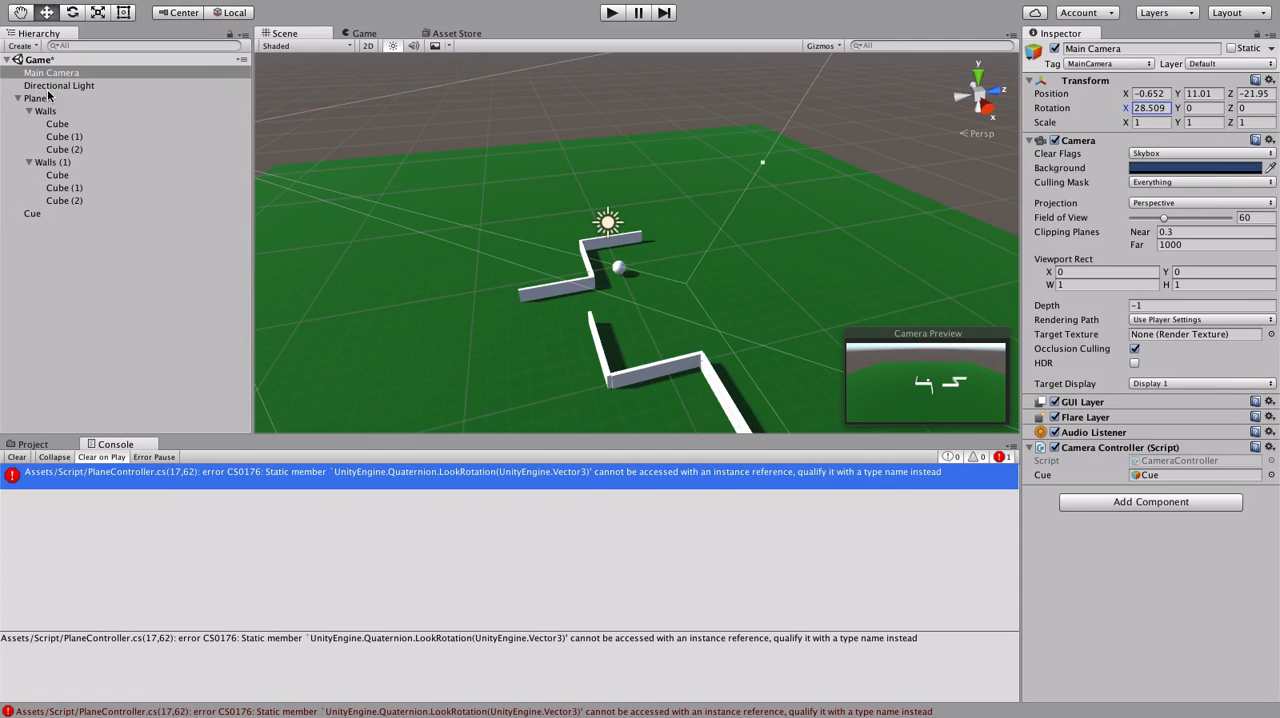 Center Local Account Layers Layout
Hierarchy Scene Game Asset Store Inspector
Create All Shaded 2D Gizmos All Main Camera Static
Game*
Tag MainCamera Layer Default
Main Camera Transform
Directional Light Position X -0.652 Y 11.01 Z -21.95
Plane Rotation X 28.509 Y 0 Z 0
Walls Scale X 1 Y 1 Z 1
Cube
Cube (1) Camera
Cube (2) Clear Flags Skybox
Walls (1) Background
Cube Culling Mask Everything
Cube (1)
Cube (2) Projection Perspective
Cue Field of View 60
y
z
x
Persp
Clipping Planes Near 0.3
Far 1000
Viewport Rect
X 0 Y 0
W 1 H 1
Depth -1
Rendering Path Use Player Settings
Camera Preview Target Texture None (Render Texture)
Occlusion Culling
HDR
Target Display Display 1
GUI Layer
Flare Layer
Audio Listener
Project Console Camera Controller (Script)
Clear Collapse Clear on Play Error Pause 0 0 1
Script CameraController
Assets/Script/PlaneController.cs(17,62): error CS0176: Static member `UnityEngine.Quaternion.LookRotation(UnityEngine.Vector3)' cannot be accessed with an instance reference, qualify it with a type name instead
Cue Cue
Add Component
Assets/Script/PlaneController.cs(17,62): error CS0176: Static member `UnityEngine.Quaternion.LookRotation(UnityEngine.Vector3)' cannot be accessed with an instance reference, qualify it with a type name instead
Assets/Script/PlaneController.cs(17,62): error CS0176: Static member `UnityEngine.Quaternion.LookRotation(UnityEngine.Vector3)' cannot be accessed with an instance reference, qualify it with a type name instead